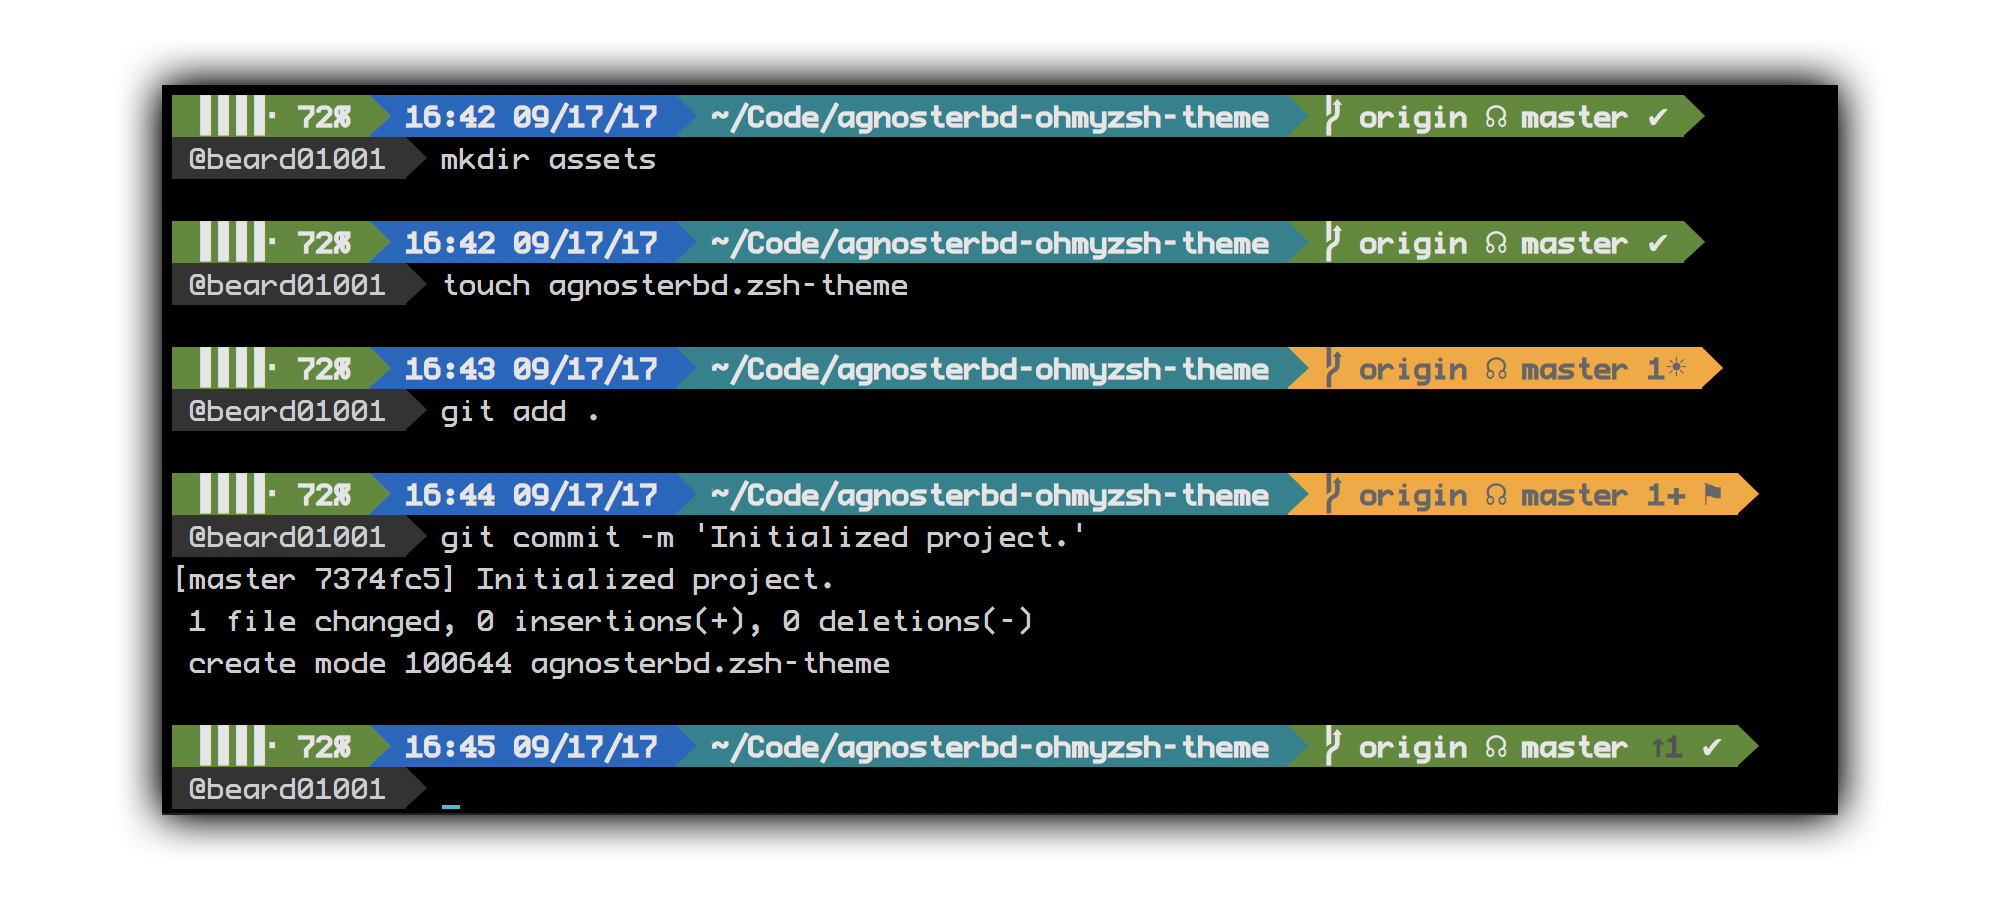 ▌▌▌▌· 72% 16:42 09/17/17 ~/Code/agnosterbd-ohmyzsh-theme origin ☊ master ✔
@beard01001 mkdir assets
▌▌▌▌· 72% 16:42 09/17/17 ~/Code/agnosterbd-ohmyzsh-theme origin ☊ master ✔
@beard01001 touch agnosterbd.zsh-theme
▌▌▌▌· 72% 16:43 09/17/17 ~/Code/agnosterbd-ohmyzsh-theme origin ☊ master 1☀
@beard01001 git add .
▌▌▌▌· 72% 16:44 09/17/17 ~/Code/agnosterbd-ohmyzsh-theme origin ☊ master 1+ ⚑
@beard01001 git commit -m 'Initialized project.'
[master 7374fc5] Initialized project.
1 file changed, 0 insertions(+), 0 deletions(-)
create mode 100644 agnosterbd.zsh-theme
▌▌▌▌· 72% 16:45 09/17/17 ~/Code/agnosterbd-ohmyzsh-theme origin ☊ master ↑1 ✔
@beard01001